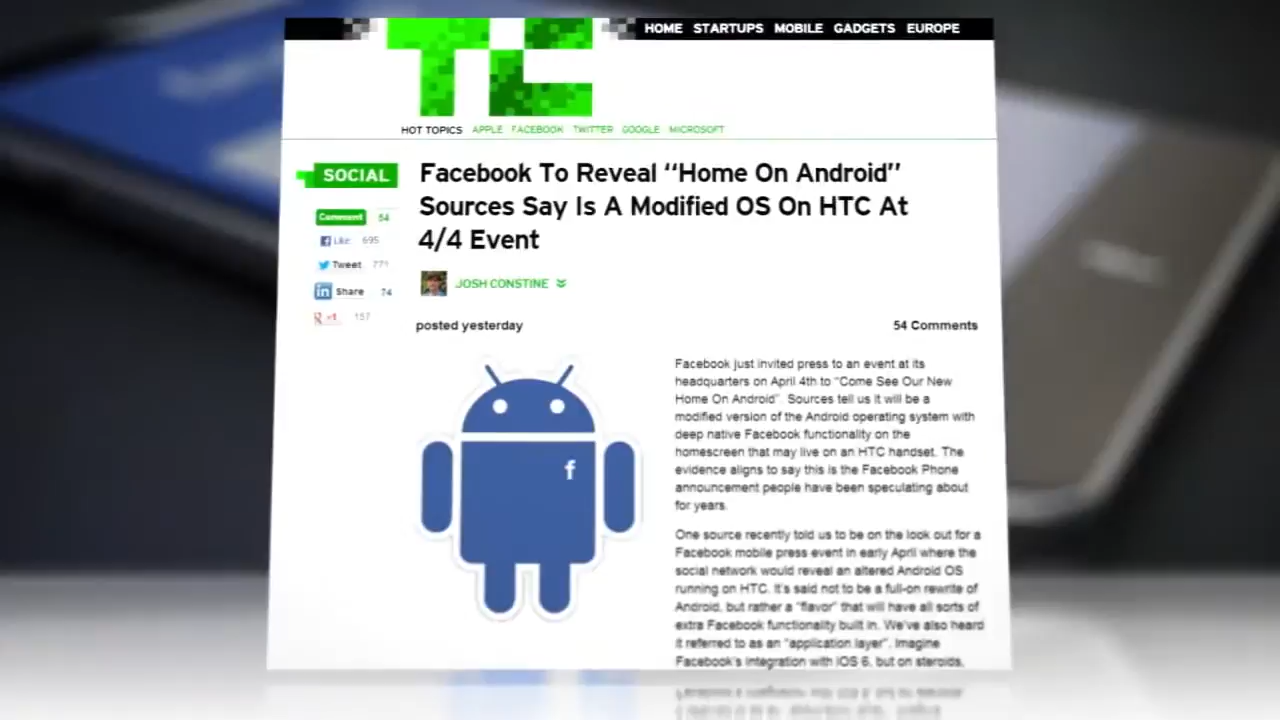 TC
HOME STARTUPS MOBILE GADGETS EUROPE
HOT TOPICS APPLE FACEBOOK TWITTER GOOGLE MICROSOFT
SOCIAL
Facebook To Reveal “Home On Android”
Sources Say Is A Modified OS On HTC At
4/4 Event
Comment 54
Like 695
Tweet
Share 74
+1 157
JOSH CONSTINE
posted yesterday
54 Comments
f
Facebook just invited press to an event at its
headquarters on April 4th to “Come See Our New
Home On Android”. Sources tell us it will be a
modified version of the Android operating system with
deep native Facebook functionality on the
homescreen that may live on an HTC handset. The
evidence aligns to say this is the Facebook Phone
announcement people have been speculating about
for years.
One source recently told us to be on the look out for a
Facebook mobile press event in early April where the
social network would reveal an altered Android OS
running on HTC. It's said not to be a full-on rewrite of
Android, but rather a “flavor” that will have all sorts of
extra Facebook functionality built in. We've also heard
it referred to as an “application layer”. Imagine
Facebook's integration with iOS 6, but on steroids,